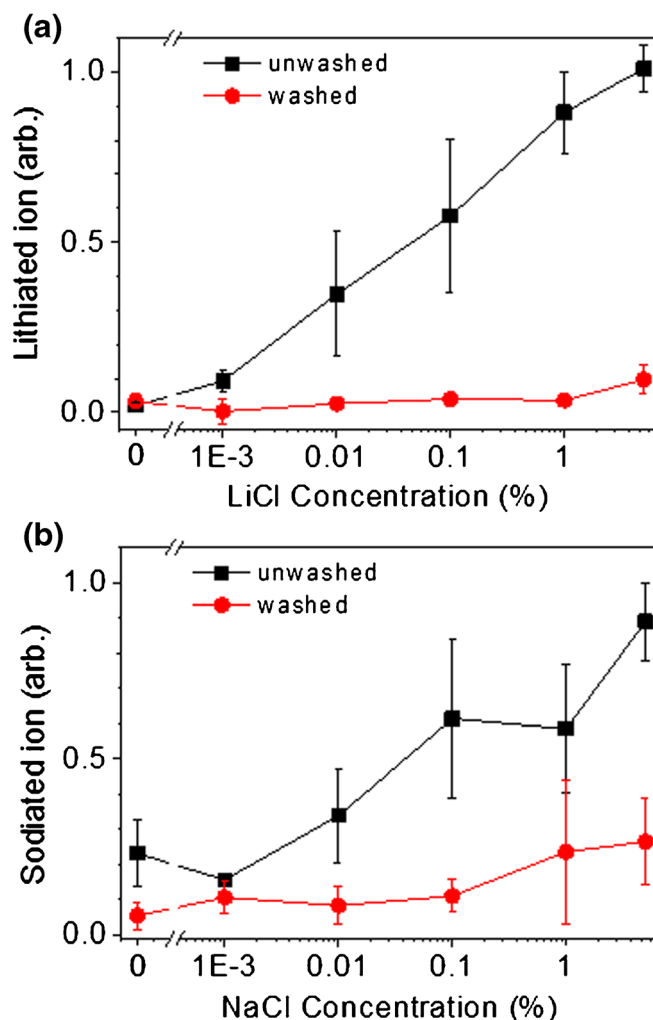 (a)
unwashed
washed
1.0
0.5
0.0
Lithiated ion (arb.)
0 1E-3 0.01 0.1 1
LiCl Concentration (%)
(b)
unwashed
washed
1.0
0.5
0.0
Sodiated ion (arb.)
0 1E-3 0.01 0.1 1
NaCl Concentration (%)